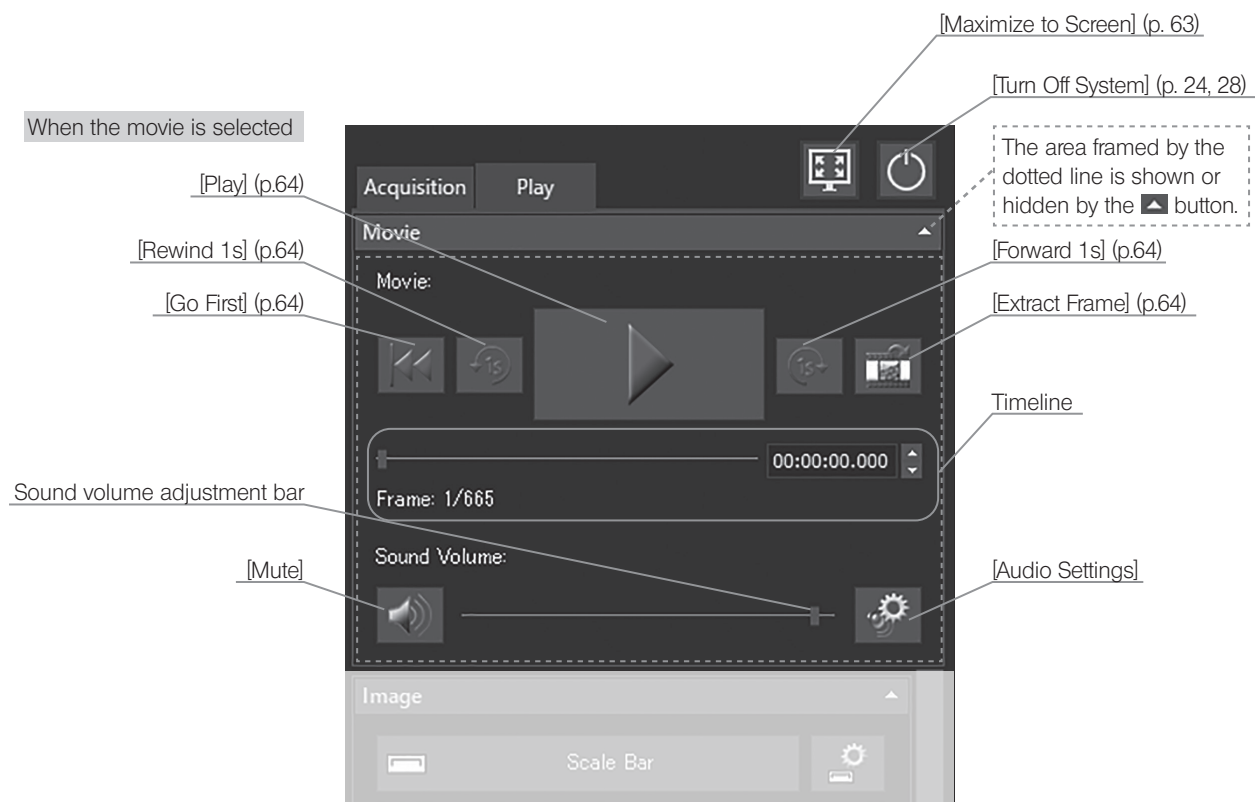 [Maximize to Screen] (p. 63)
[Turn Off System] (p. 24, 28)
When the movie is selected
The area framed by the
dotted line is shown or
hidden by the button.
[Play] (p.64)
Acquisition Play
Movie
[Rewind 1s] (p.64)
[Forward 1s] (p.64)
Movie:
[Go First] (p.64)
[Extract Frame] (p.64)
1s
1s
Timeline
00:00:00.000
Sound volume adjustment bar
Frame: 1/665
Sound Volume:
[Mute]
[Audio Settings]
Image
Scale Bar